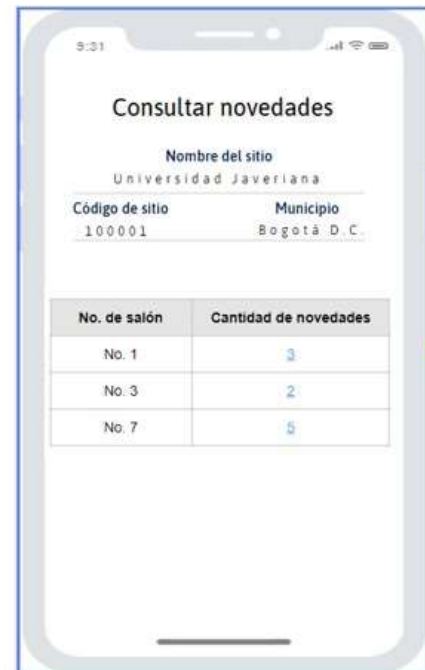 9:31
Consultar novedades
Nombre del sitio
Universidad Javeriana
Código de sitio Municipio
100001 Bogotá D.C.
No. de salón Cantidad de novedades
No. 1 3
No. 3 2
No. 7 5